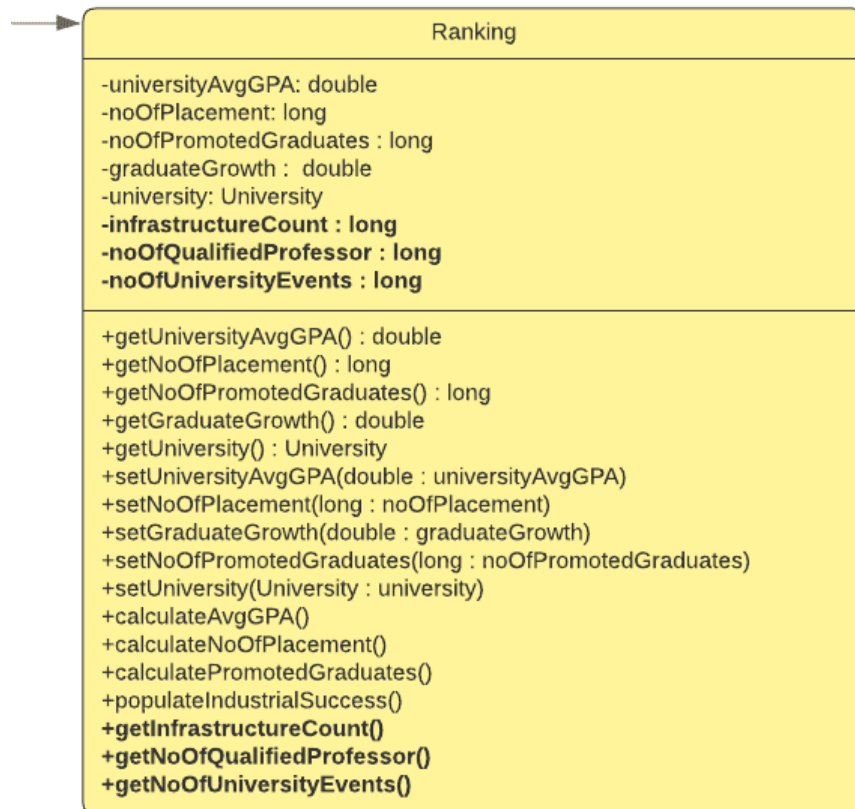 Ranking
-universityAvgGPA: double
-noOfPlacement: long
-noOfPromotedGraduates : long
-graduateGrowth :  double
-university: University
-infrastructureCount : long
-noOfQualifiedProfessor : long
-noOfUniversityEvents : long
+getUniversityAvgGPA() : double
+getNoOfPlacement() : long
+getNoOfPromotedGraduates() : long
+getGraduateGrowth() : double
+getUniversity() : University
+setUniversityAvgGPA(double : universityAvgGPA)
+setNoOfPlacement(long : noOfPlacement)
+setGraduateGrowth(double : graduateGrowth)
+setNoOfPromotedGraduates(long : noOfPromotedGraduates)
+setUniversity(University : university)
+calculateAvgGPA()
+calculateNoOfPlacement()
+calculatePromotedGraduates()
+populateIndustrialSuccess()
+getInfrastructureCount()
+getNoOfQualifiedProfessor()
+getNoOfUniversityEvents()